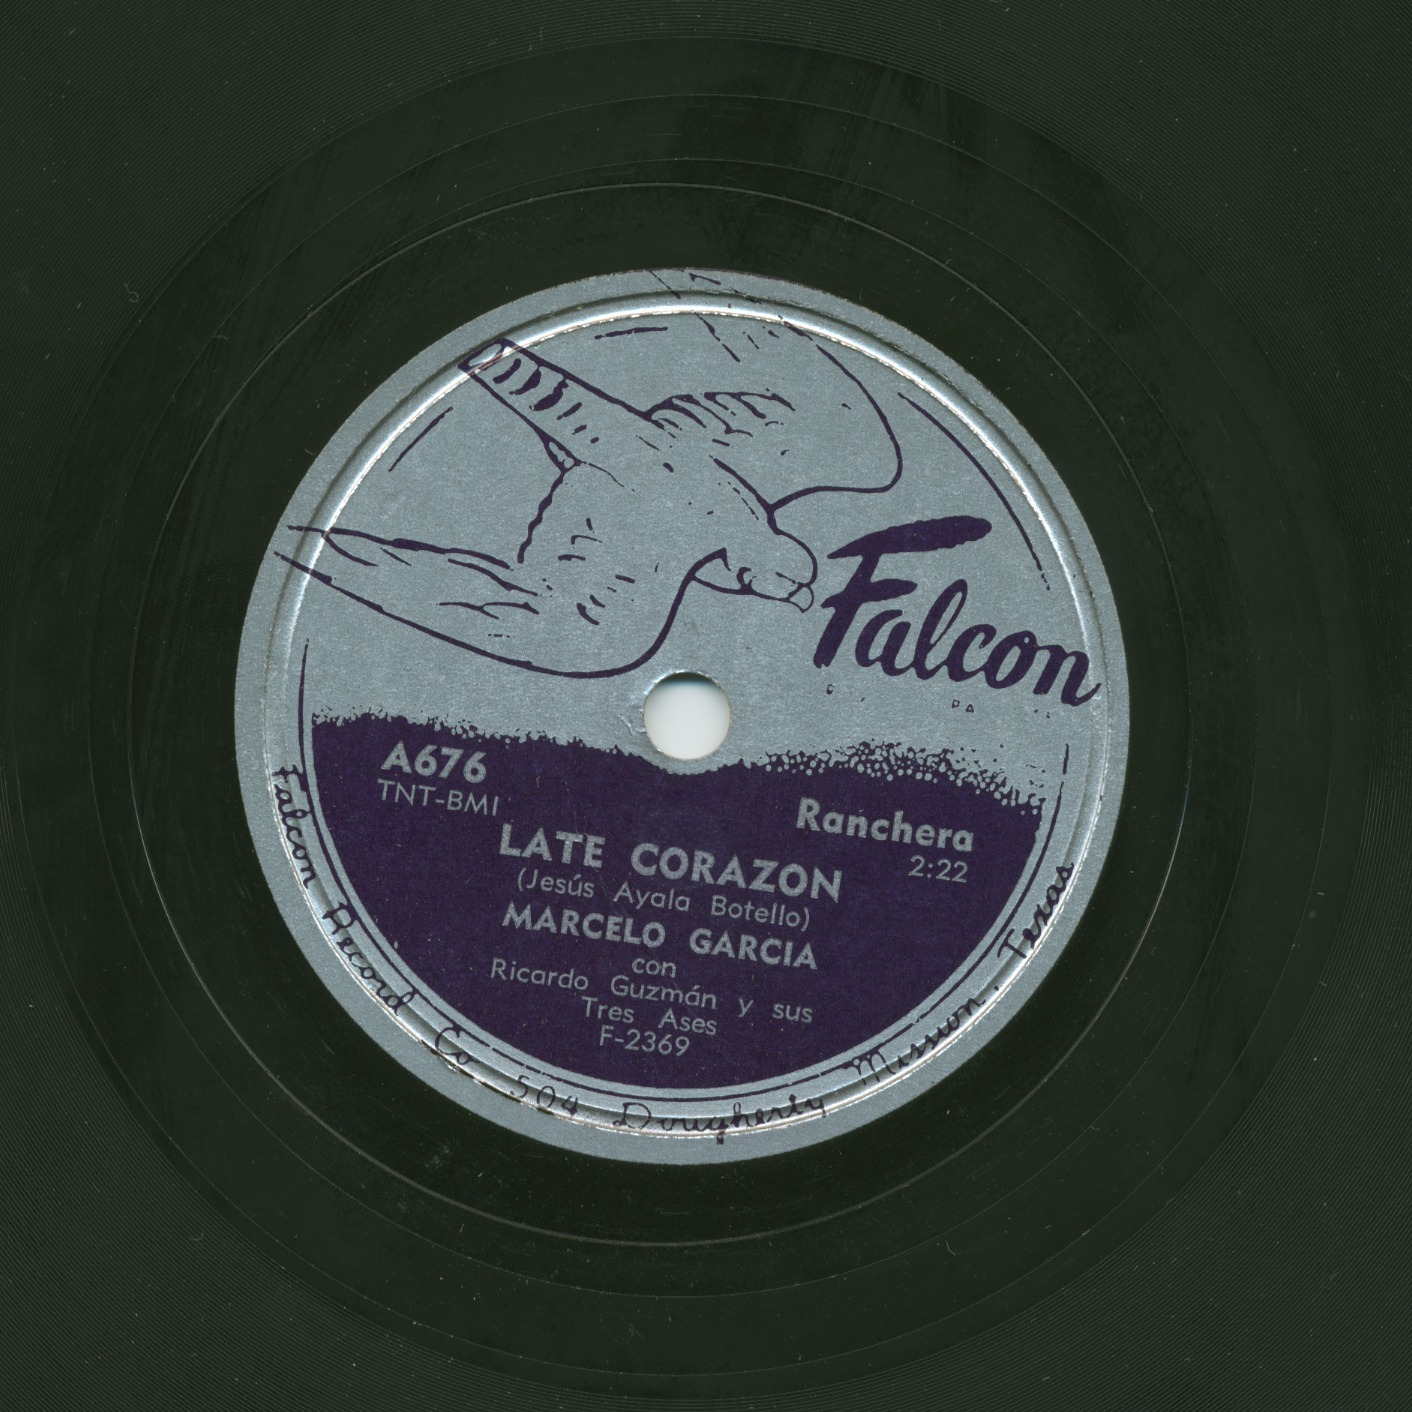 Falcon
A676
TNT-BMI
Ranchera
2:22
LATE CORAZON
(Jesús Ayala Botello)
MARCELO GARCIA
con
Ricardo Guzmán y sus
Tres Ases
F-2369
Falcon Record Co. 504 Dougherty Mission, Texas